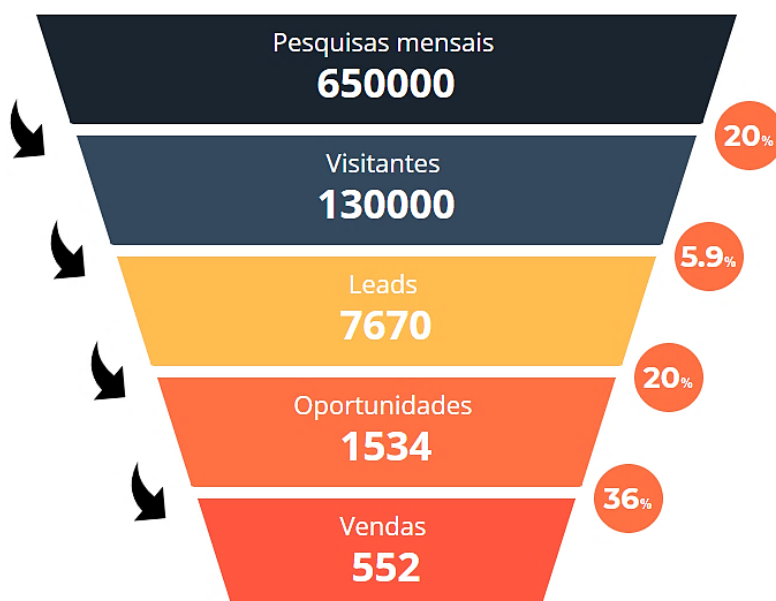 Pesquisas mensais
650000
20%
Visitantes
130000
5.9%
Leads
7670
20%
Oportunidades
1534
36%
Vendas
552